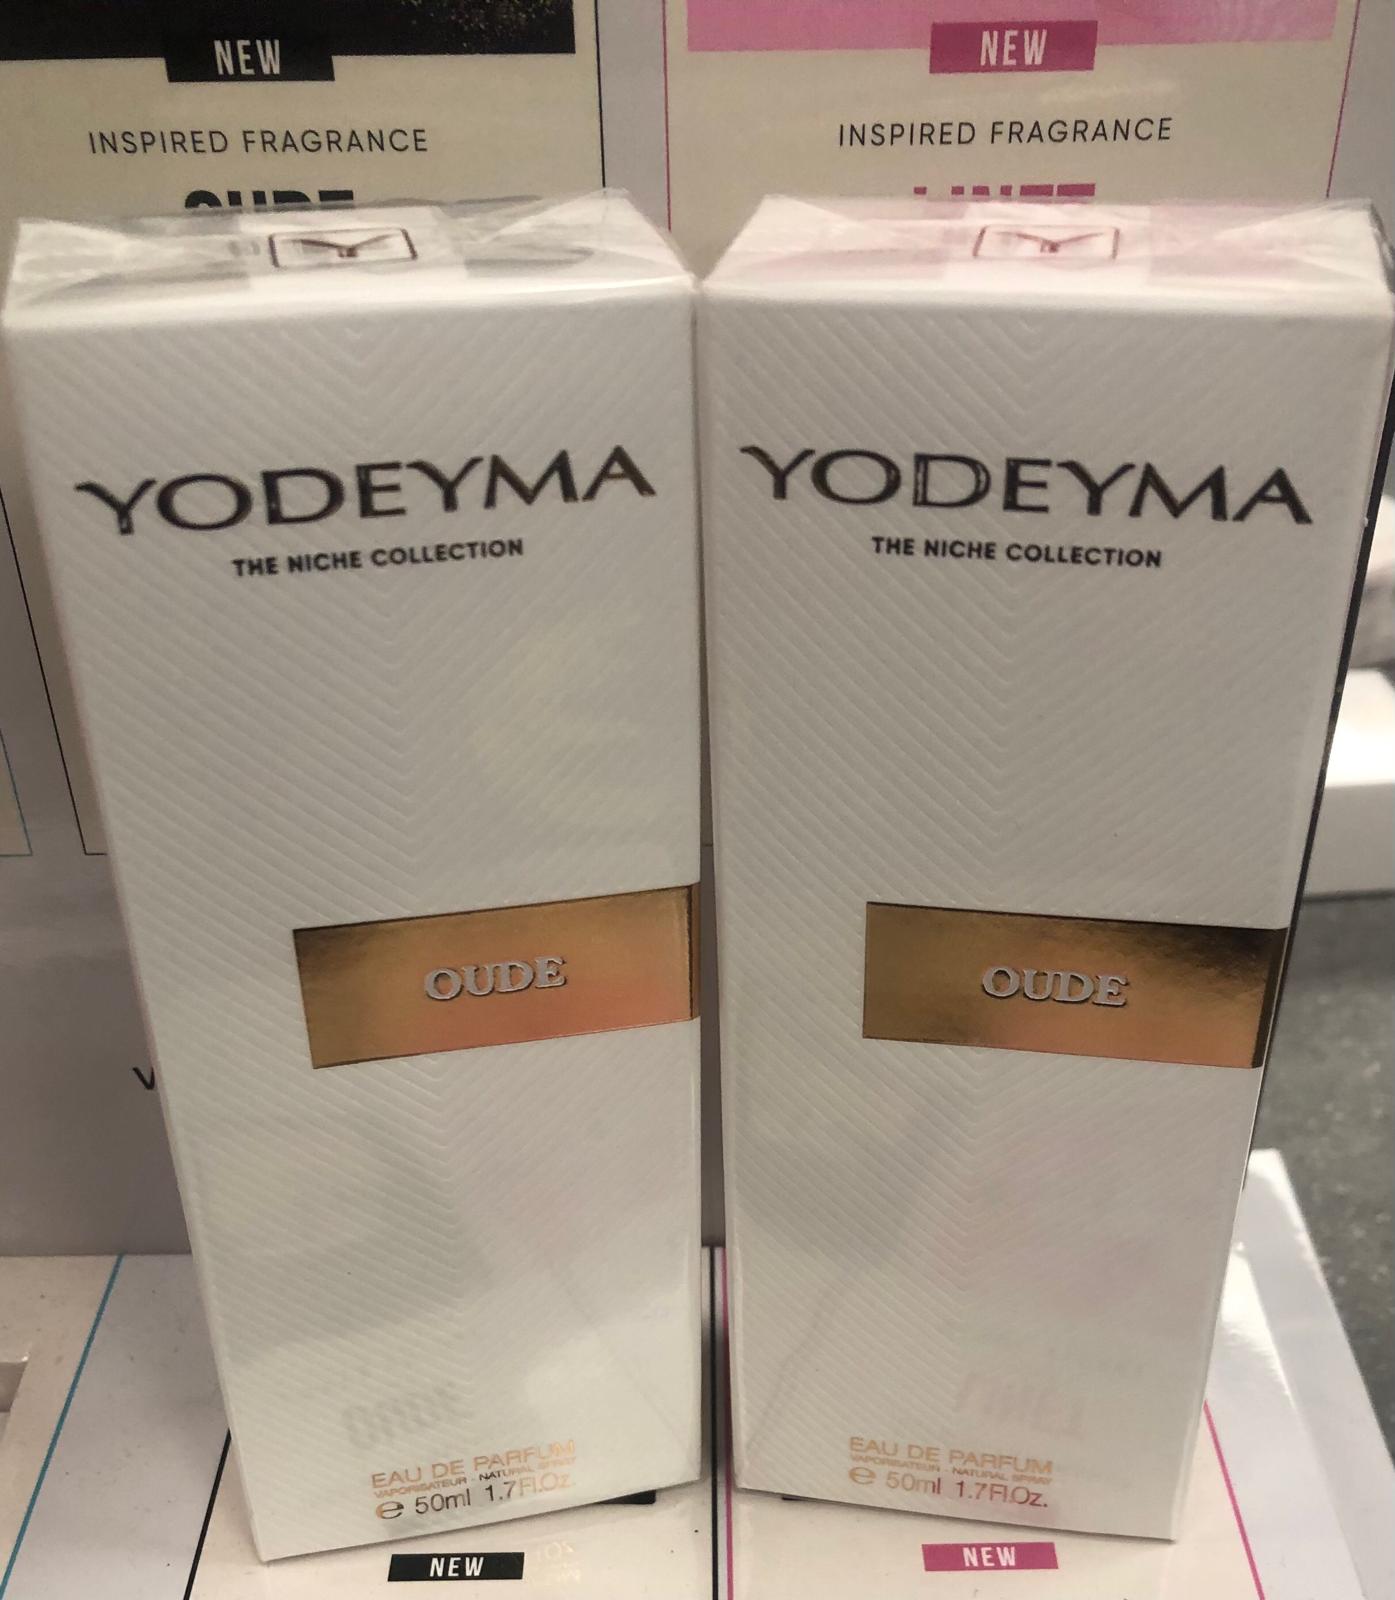 NEW
INSPIRED FRAGRANCE
OUDE
NEW
INSPIRED FRAGRANCE
YODEYMA
THE NICHE COLLECTION
OUDE
EAU DE PARFUM
VAPORISATEUR · NATURAL SPRAY
e 50ml 1.7Fl.Oz.
YODEYMA
THE NICHE COLLECTION
OUDE
EAU DE PARFUM
VAPORISATEUR · NATURAL SPRAY
e 50ml 1.7Fl.Oz.
NEW
NEW